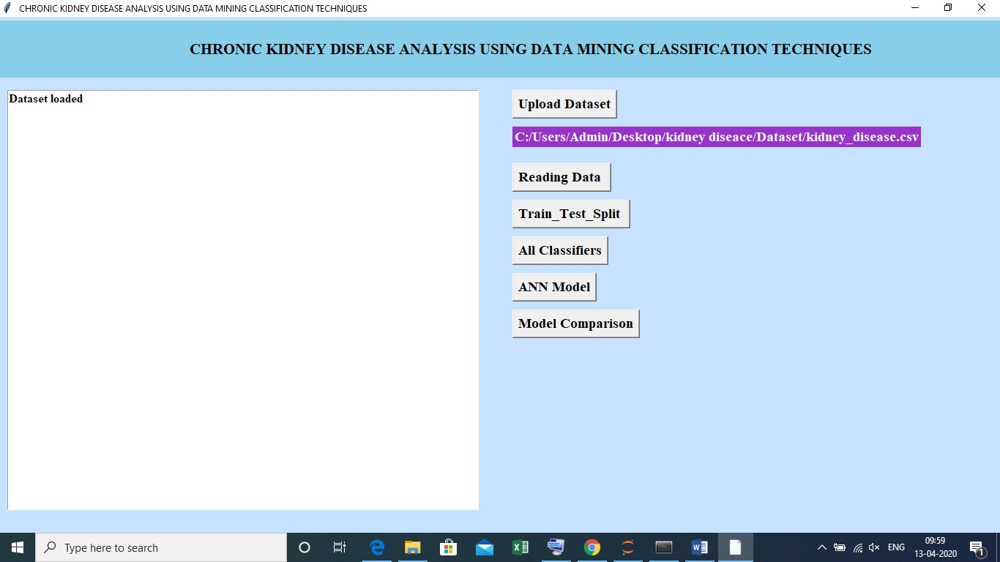 CHRONIC KIDNEY DISEASE ANALYSIS USING DATA MINING CLASSIFICATION TECHNIQUES
CHRONIC KIDNEY DISEASE ANALYSIS USING DATA MINING CLASSIFICATION TECHNIQUES
Dataset loaded
Upload Dataset
C:/Users/Admin/Desktop/kidney diseace/Dataset/kidney_disease.csv
Reading Data
Train_Test_Split
All Classifiers
ANN Model
Model Comparison
Type here to search
ENG
09:59
13-04-2020
1